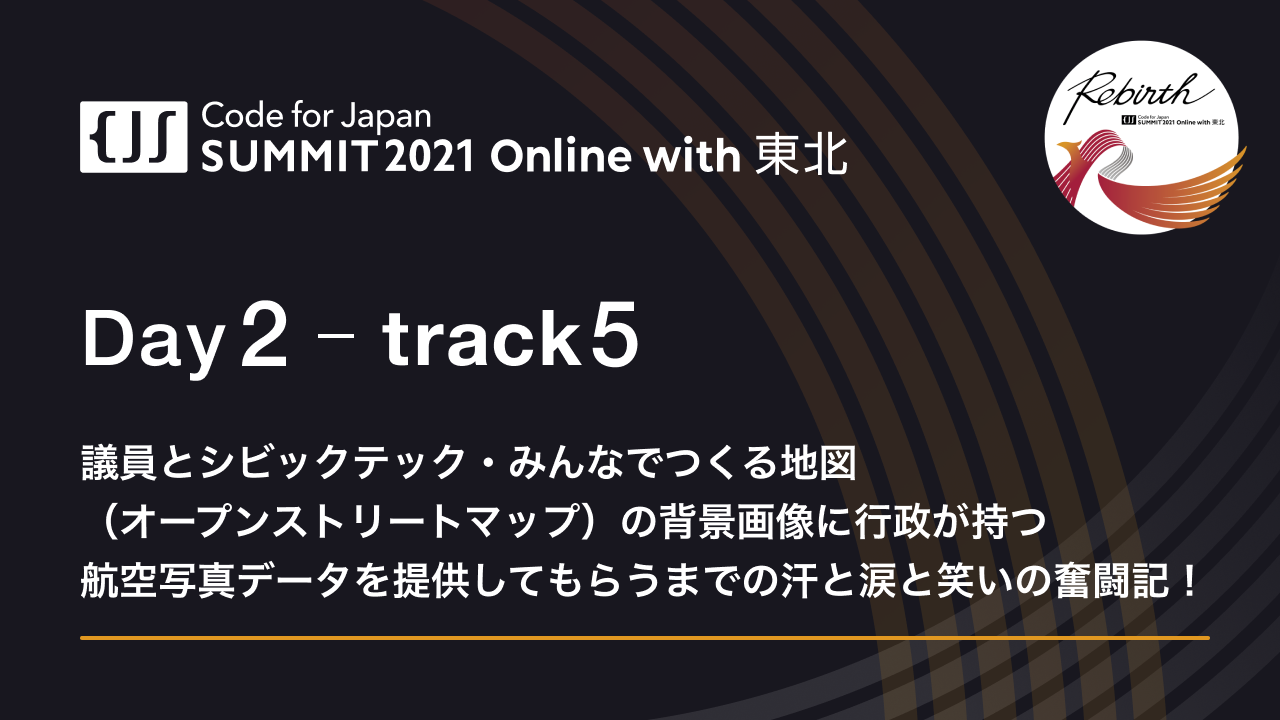 Code for Japan
SUMMIT 2021 Online with 東北
Rebirth
Code for Japan
SUMMIT2021 Online with 東北
Day2 − track5
議員とシビックテック・みんなでつくる地図
（オープンストリートマップ）の背景画像に行政が持つ
航空写真データを提供してもらうまでの汗と涙と笑いの奮闘記！